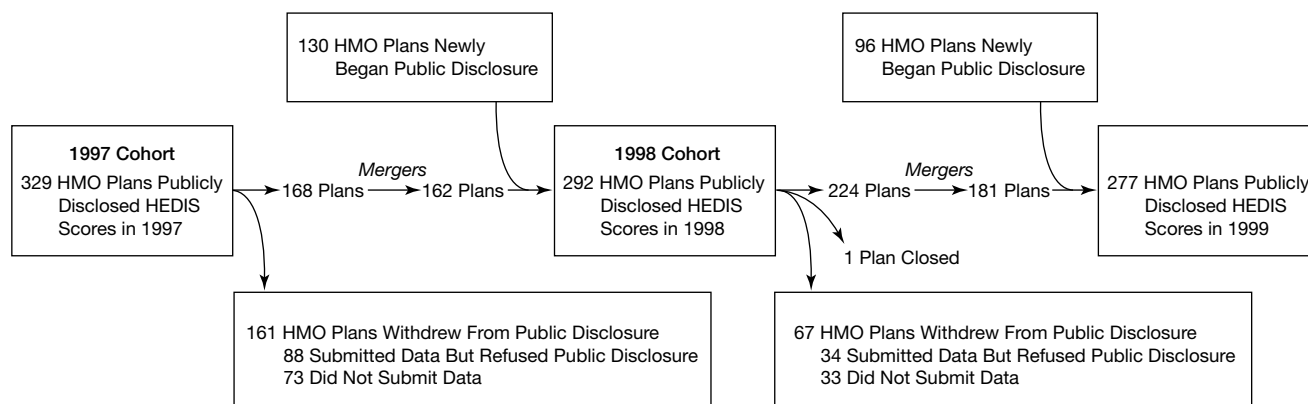 130 HMO Plans Newly
Began Public Disclosure
96 HMO Plans Newly
Began Public Disclosure
1997 Cohort
329 HMO Plans Publicly
Disclosed HEDIS
Scores in 1997
168 Plans
Mergers
162 Plans
1998 Cohort
292 HMO Plans Publicly
Disclosed HEDIS
Scores in 1998
224 Plans
Mergers
181 Plans
277 HMO Plans Publicly
Disclosed HEDIS
Scores in 1999
1 Plan Closed
161 HMO Plans Withdrew From Public Disclosure
88 Submitted Data But Refused Public Disclosure
73 Did Not Submit Data
67 HMO Plans Withdrew From Public Disclosure
34 Submitted Data But Refused Public Disclosure
33 Did Not Submit Data